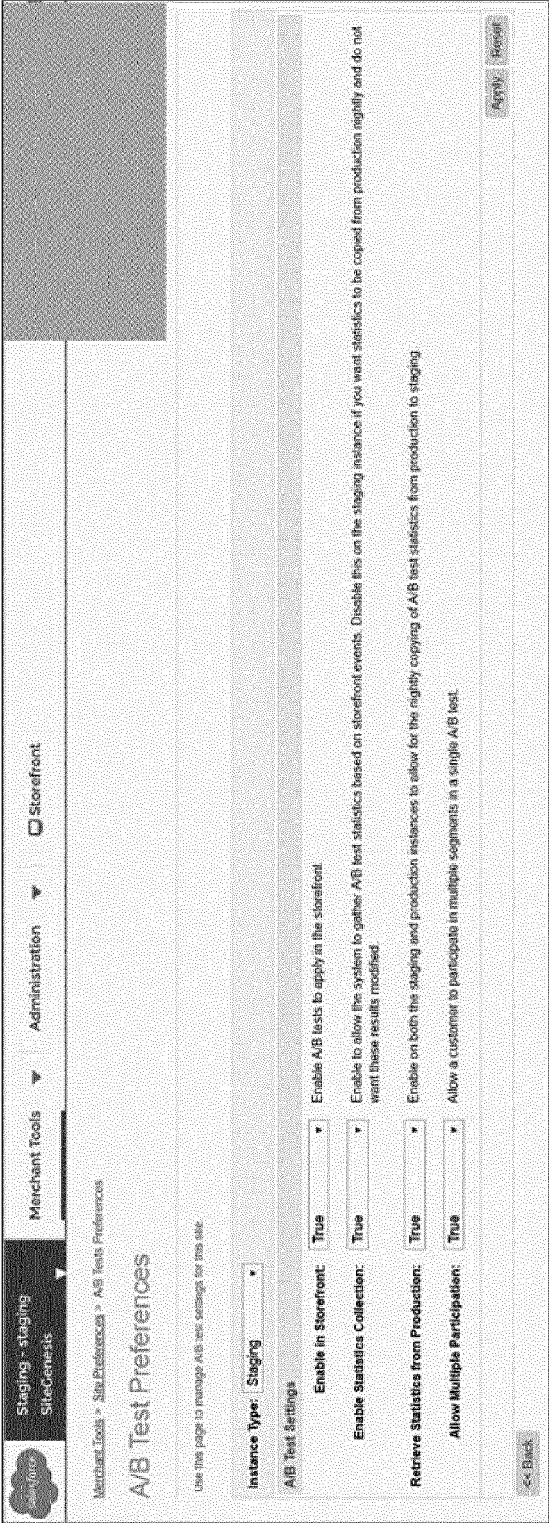 salesforce
Staging - staging
SiteGenesis
Merchant Tools
Administration
Storefront
Merchant Tools > Site Preferences > A/B Tests Preferences
A/B Test Preferences
Use this page to manage A/B test settings for this site.
Instance Type: Staging
A/B Test Settings
Enable in Storefront: True Enable A/B tests to apply in the storefront.
Enable Statistics Collection: True Enable to allow the system to gather A/B test statistics based on storefront events. Disable this on the staging instance if you want statistics to be copied from production nightly and do not
want these results modified
Retrieve Statistics from Production: True Enable on both the staging and production instances to allow for the nightly copying of A/B test statistics from production to staging
Allow Multiple Participation: True Allow a customer to participate in multiple segments in a single A/B test.
Apply Reset
<< Back